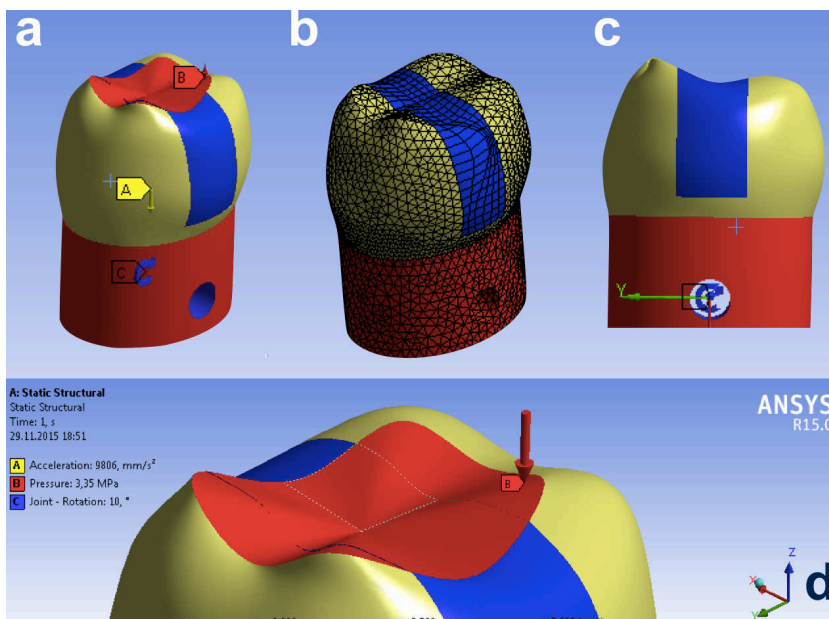 a
b
c
B
A
C
Y
A: Static Structural
Static Structural
Time: 1, s
29.11.2015 18:51
A Acceleration: 9806, mm/s²
B Pressure: 3,35 MPa
C Joint - Rotation: 10, °
ANSYS
R15.0
B
Z
X
Y
d